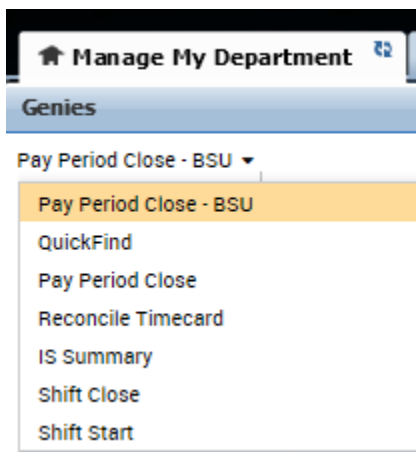 Manage My Department
Genies
Pay Period Close - BSU
Pay Period Close - BSU
QuickFind
Pay Period Close
Reconcile Timecard
IS Summary
Shift Close
Shift Start